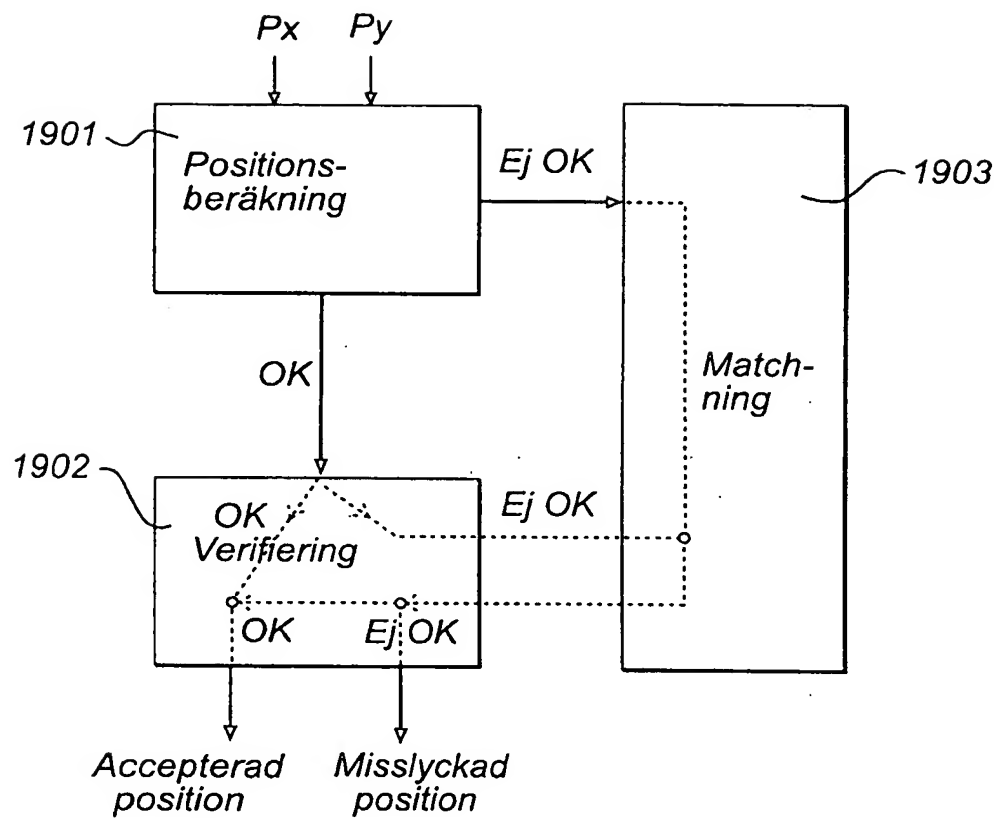 Px Py
1901
Positions-
beräkning
Ej OK
1903
OK
Match-
ning
1902
OK
Ej OK
Verifiering
OK
Ej OK
Accepterad
position
Misslyckad
position